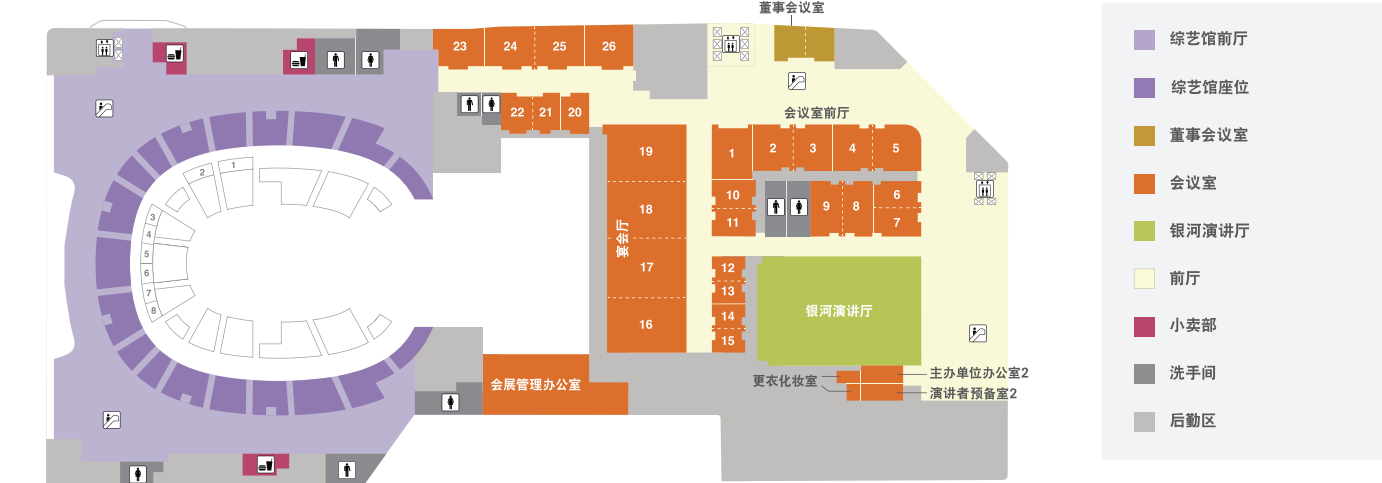 董事会议室
23 24 25 26
22 21 20
会议室前厅
19
1 2 3 4 5
2 1
18
10 9 8 6
11 7
3
4
5
6
7
8
宴会厅
17
12
13
14
15
16
银河演讲厅
会展管理办公室
更衣化妆室
主办单位办公室2
演讲者预备室2
综艺馆前厅
综艺馆座位
董事会议室
会议室
银河演讲厅
前厅
小卖部
洗手间
后勤区